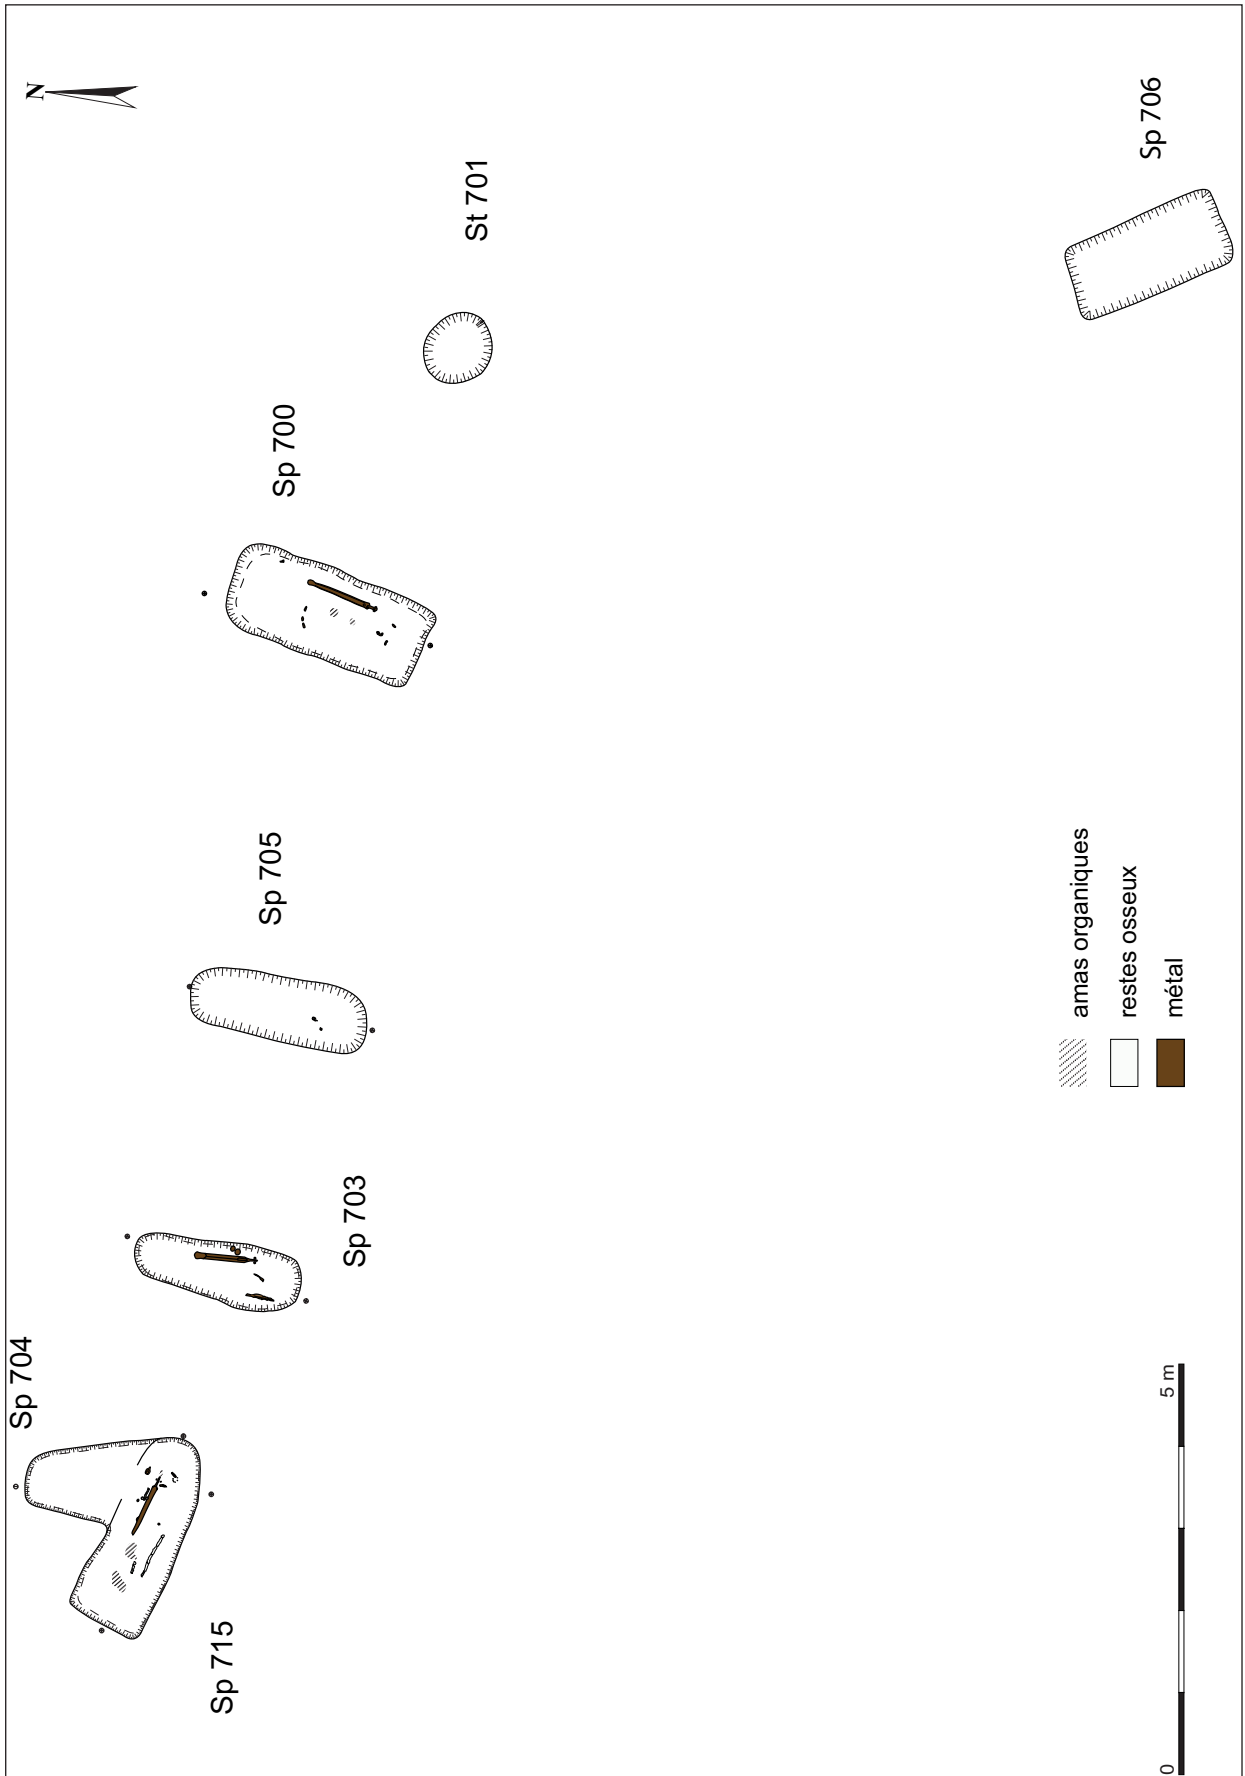 N
Sp 704
Sp 715
Sp 703
Sp 705
Sp 700
St 701
Sp 706
amas organiques
restes osseux
métal
0
5 m